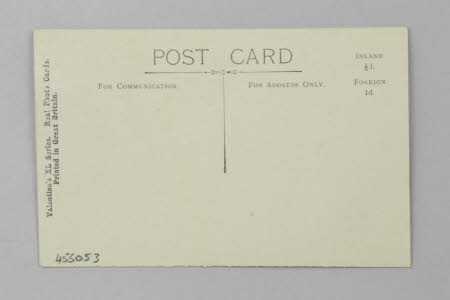 POST CARD
INLAND
½d.
FOREIGN
1d.
FOR COMMUNICATION
FOR ADDRESS ONLY.
Valentine's XL Series. Real Photo Cards.
Printed in Great Britain.
455053